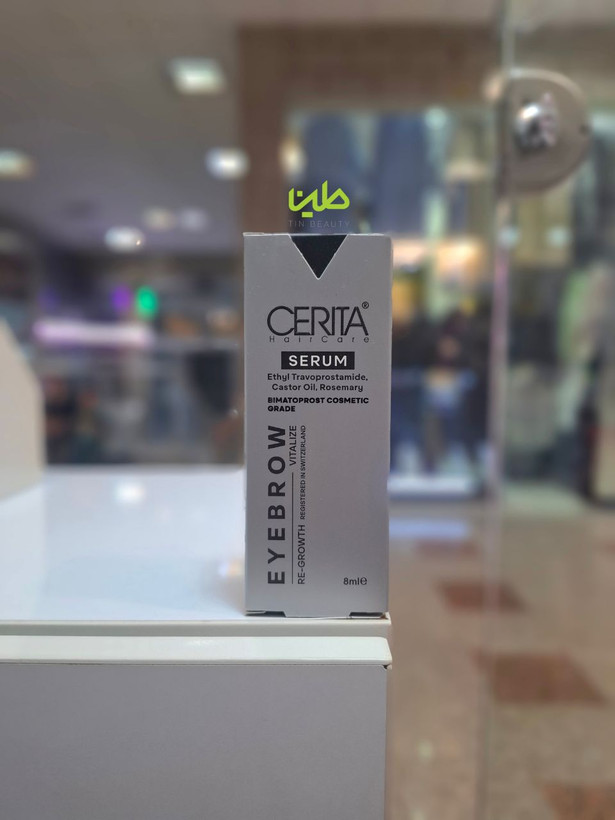 طین
TIN BEAUTY
CERITA®
HairCare
SERUM
Ethyl Travoprostamide,
Castor Oil, Rosemary
BIMATOPROST COSMETIC
GRADE
EYEBROW
VITALIZE
RE-GROWTH
REGISTERED IN SWITZERLAND
8ml℮